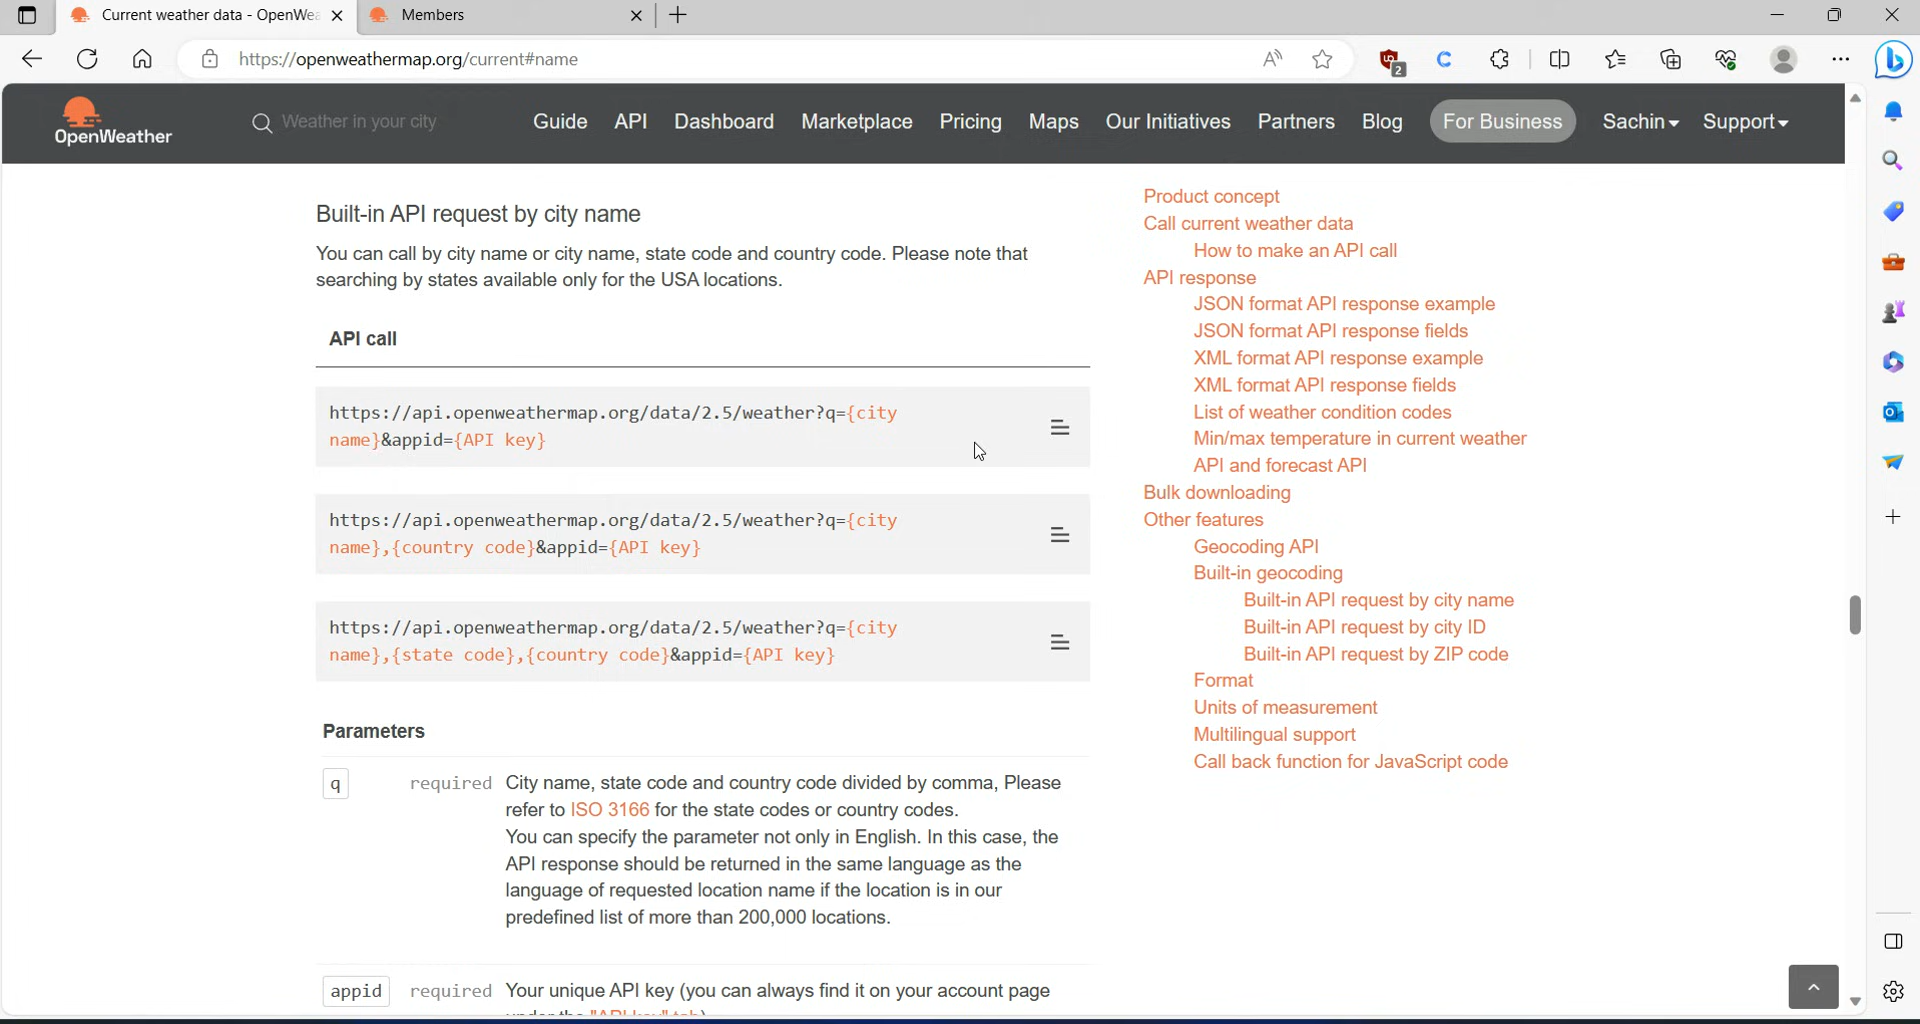 Current weather data - OpenWea
Members
https://openweathermap.org/current#name
2
OpenWeather
Weather in your city
Guide
API
Dashboard
Marketplace
Pricing
Maps
Our Initiatives
Partners
Blog
For Business
Sachin
Support
Built-in API request by city name
You can call by city name or city name, state code and country code. Please note that
searching by states available only for the USA locations.
API call
https://api.openweathermap.org/data/2.5/weather?q={city
name}&appid={API key}
https://api.openweathermap.org/data/2.5/weather?q={city
name},{country code}&appid={API key}
https://api.openweathermap.org/data/2.5/weather?q={city
name},{state code},{country code}&appid={API key}
Parameters
q required City name, state code and country code divided by comma, Please
refer to ISO 3166 for the state codes or country codes.
You can specify the parameter not only in English. In this case, the
API response should be returned in the same language as the
language of requested location name if the location is in our
predefined list of more than 200,000 locations.
appid required Your unique API key (you can always find it on your account page
under the "API key" tab)
Product concept
Call current weather data
How to make an API call
API response
JSON format API response example
JSON format API response fields
XML format API response example
XML format API response fields
List of weather condition codes
Min/max temperature in current weather
API and forecast API
Bulk downloading
Other features
Geocoding API
Built-in geocoding
Built-in API request by city name
Built-in API request by city ID
Built-in API request by ZIP code
Format
Units of measurement
Multilingual support
Call back function for JavaScript code